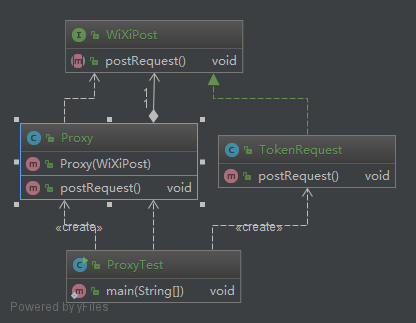 WiXiPost
postRequest() void
1
1
Proxy
Proxy(WiXiPost)
postRequest() void
TokenRequest
postRequest() void
«create»
«create»
ProxyTest
main(String[]) void
Powered by yFiles